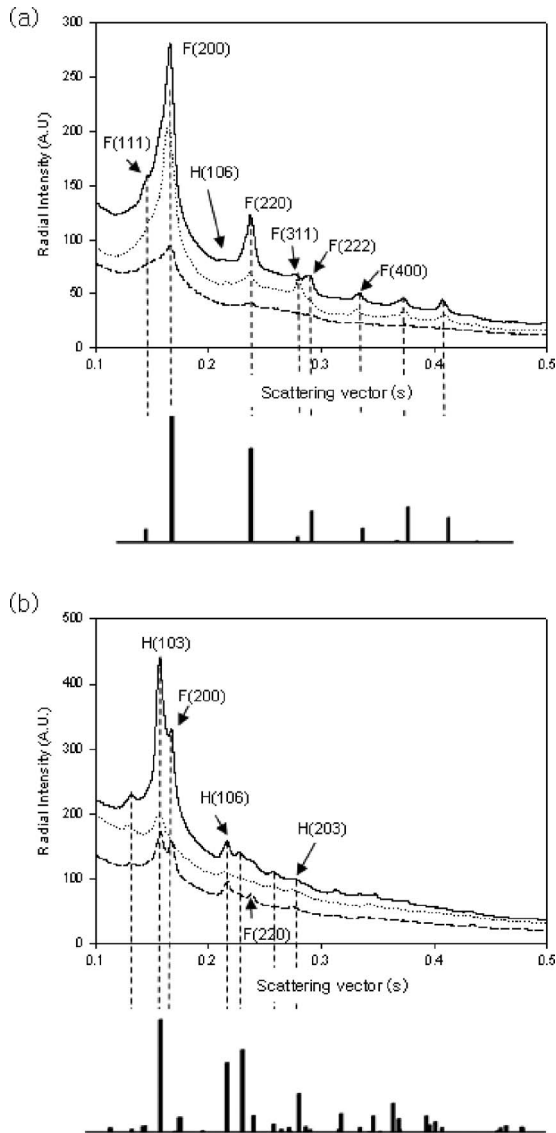 (a)
300
250
200
150
100
50
0
Radial Intensity (A.U)
F(200)
F(111)
H(106)
F(220)
F(311)
F(222)
F(400)
0.1 0.2 0.3 0.4 0.5
Scattering vector (s)
(b)
500
400
300
200
100
0
Radial Intensity (A.U.)
H(103)
F(200)
H(106)
H(203)
F(220)
0.1 0.2 0.3 0.4 0.5
Scattering vector (s)